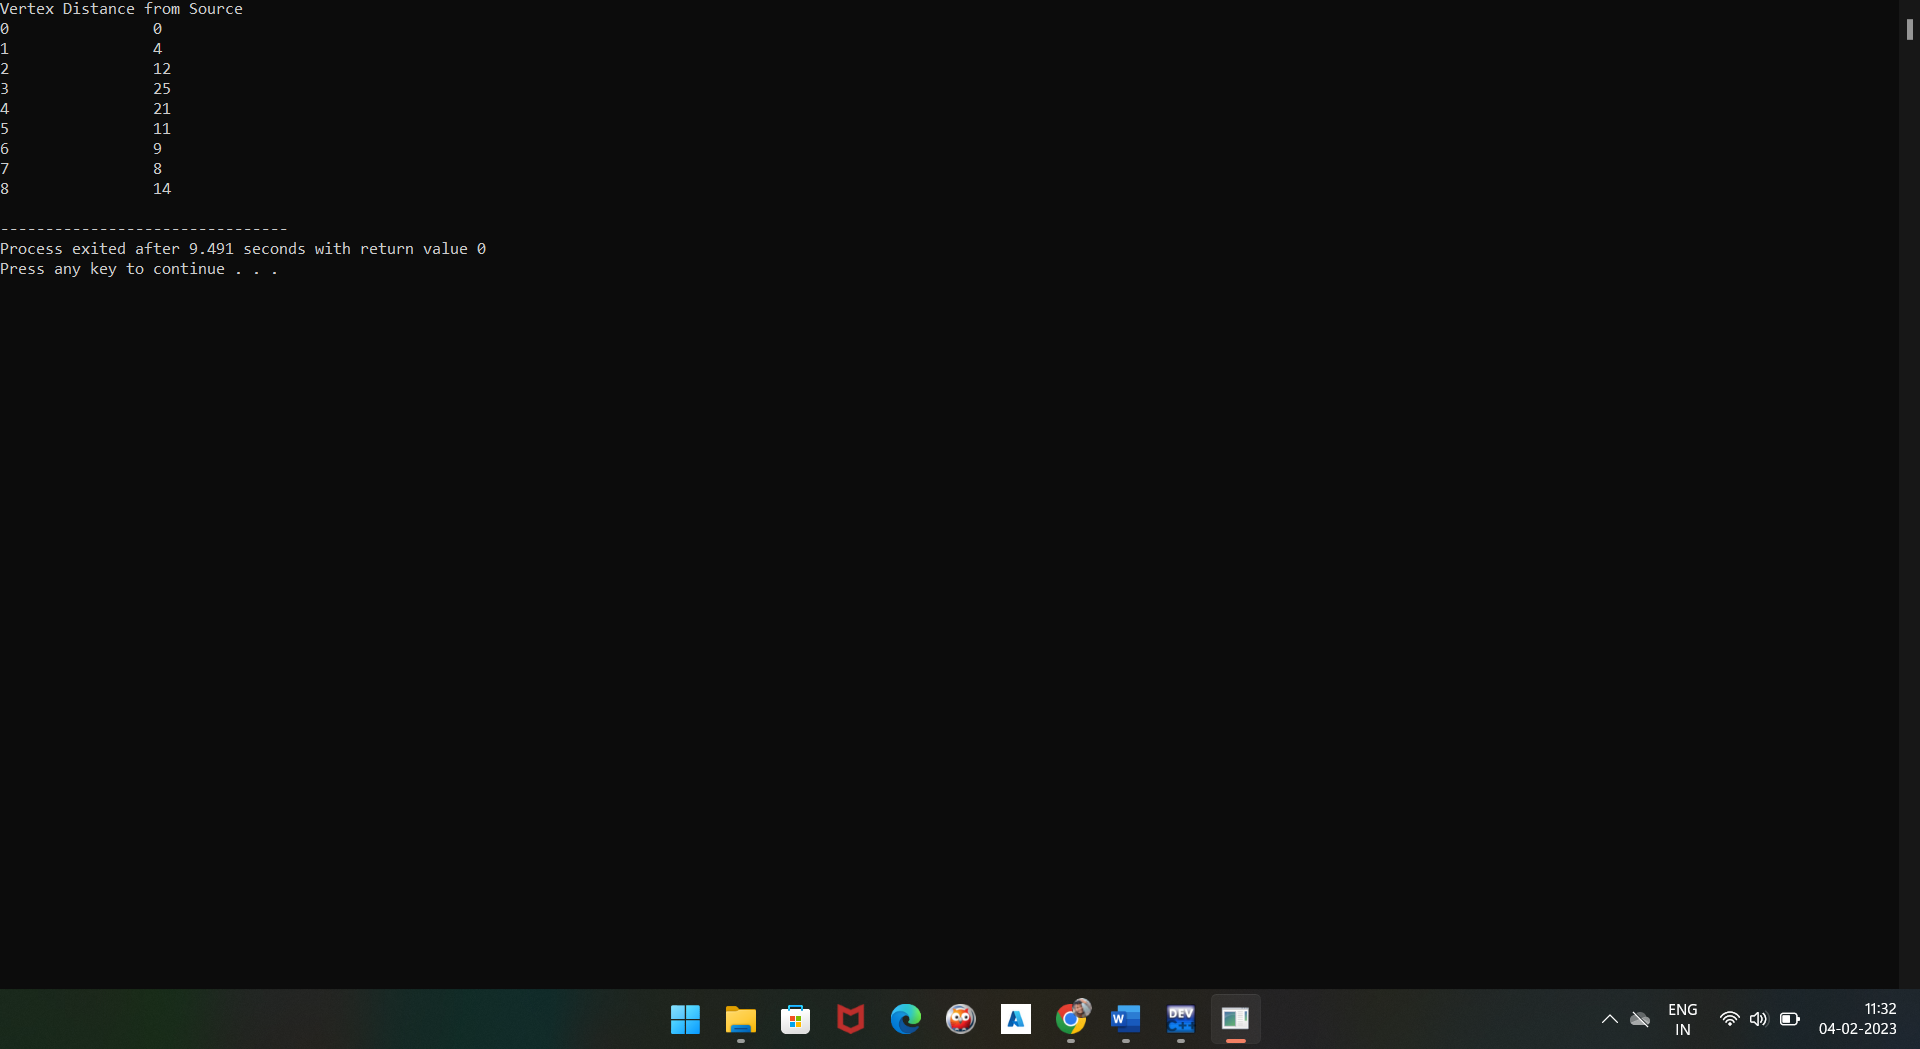 Vertex Distance from Source
0 0
1 4
2 12
3 25
4 21
5 11
6 9
7 8
8 14
--------------------------------
Process exited after 9.491 seconds with return value 0
Press any key to continue . . .
W
DEV
C++
ENG
IN
11:32
04-02-2023